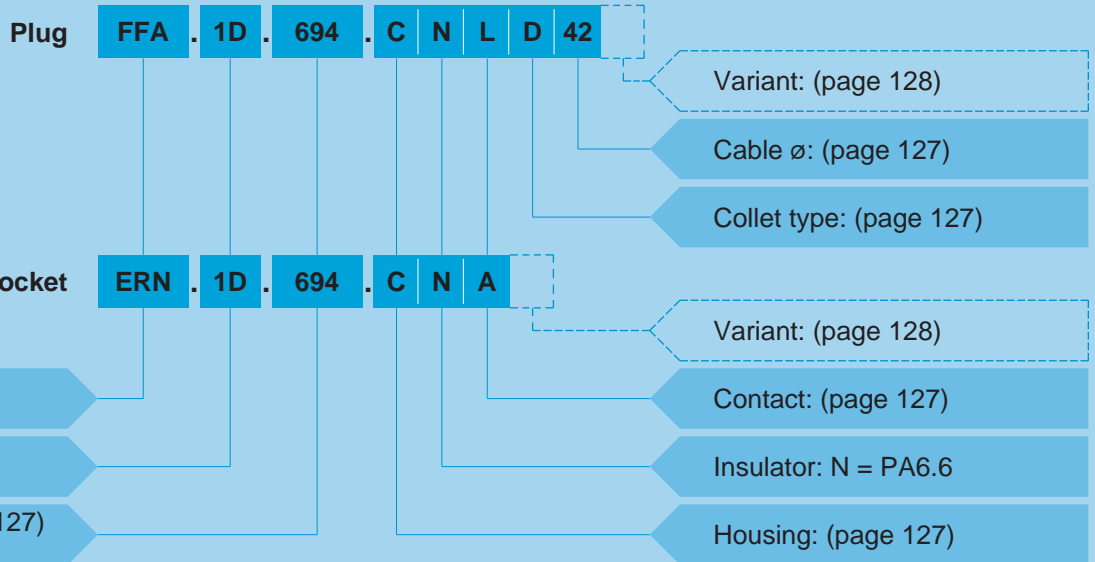 Plug FFA . 1D . 694 . C N L D 42
Variant: (page 128)
Cable ø: (page 127)
Collet type: (page 127)
ocket ERN . 1D . 694 . C N A
Variant: (page 128)
Contact: (page 127)
Insulator: N = PA6.6
127)
Housing: (page 127)